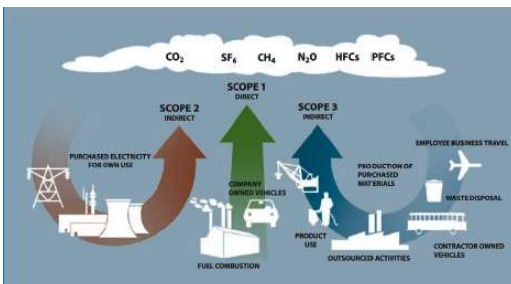 CO₂ SF₆ CH₄ N₂O HFCs PFCs
SCOPE 1
DIRECT
SCOPE 2
INDIRECT
SCOPE 3
INDIRECT
PURCHASED ELECTRICITY
FOR OWN USE
COMPANY
OWNED VEHICLES
FUEL COMBUSTION
PRODUCT
USE
PRODUCTION OF
PURCHASED
MATERIALS
OUTSOURCED ACTIVITIES
EMPLOYEE BUSINESS TRAVEL
WASTE DISPOSAL
CONTRACTOR OWNED
VEHICLES